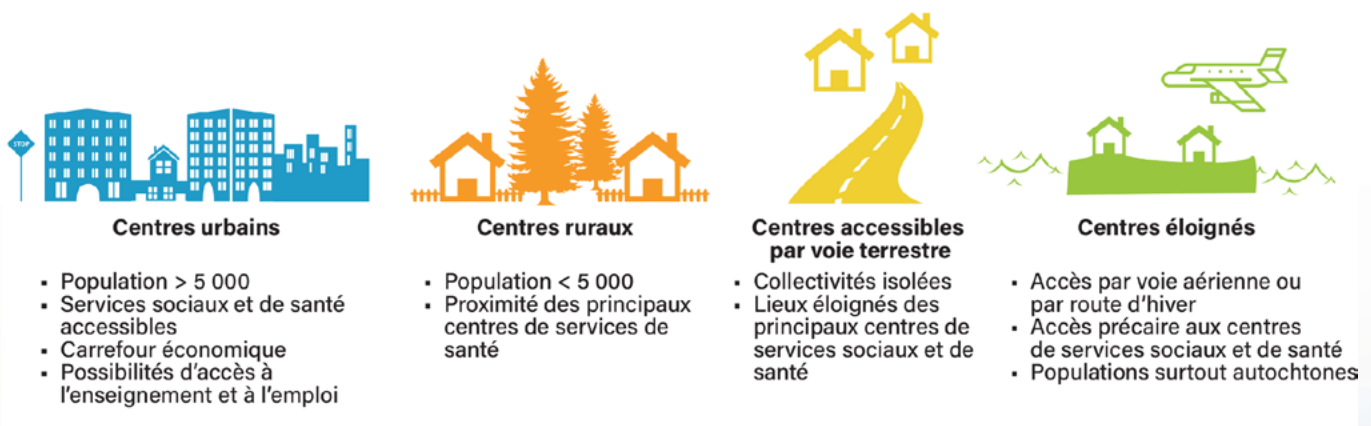 STOP
Centres urbains
▪ Population > 5 000
▪ Services sociaux et de santé
accessibles
▪ Carrefour économique
▪ Possibilités d’accès à
l’enseignement et à l’emploi
Centres ruraux
▪ Population < 5 000
▪ Proximité des principaux
centres de services de
santé
Centres accessibles
par voie terrestre
▪ Collectivités isolées
▪ Lieux éloignés des
principaux centres de
services sociaux et de
santé
Centres éloignés
▪ Accès par voie aérienne ou
par route d’hiver
▪ Accès précaire aux centres
de services sociaux et de santé
▪ Populations surtout autochtones